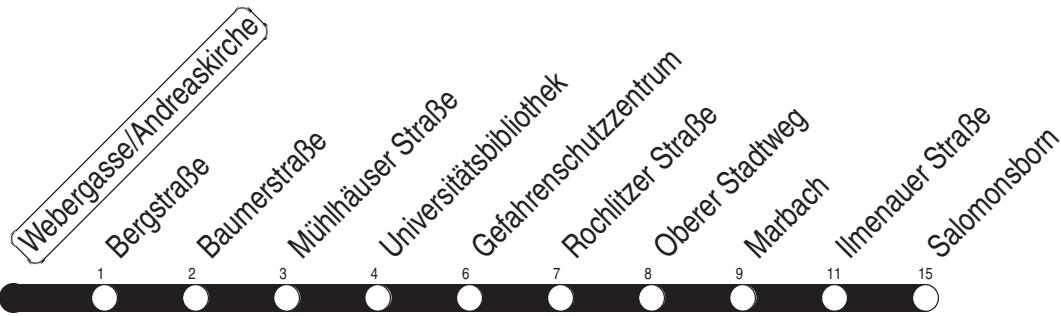 Webergasse/Andreaskirche
Bergstraße
Baumerstraße
Mühlhäuser Straße
Universitätsbibliothek
Gefahrenschutzzentrum
Rochlitzer Straße
Oberer Stadtweg
Marbach
Ilmenauer Straße
Salomonsborn
1 2 3 4 6 7 8 9 11 15